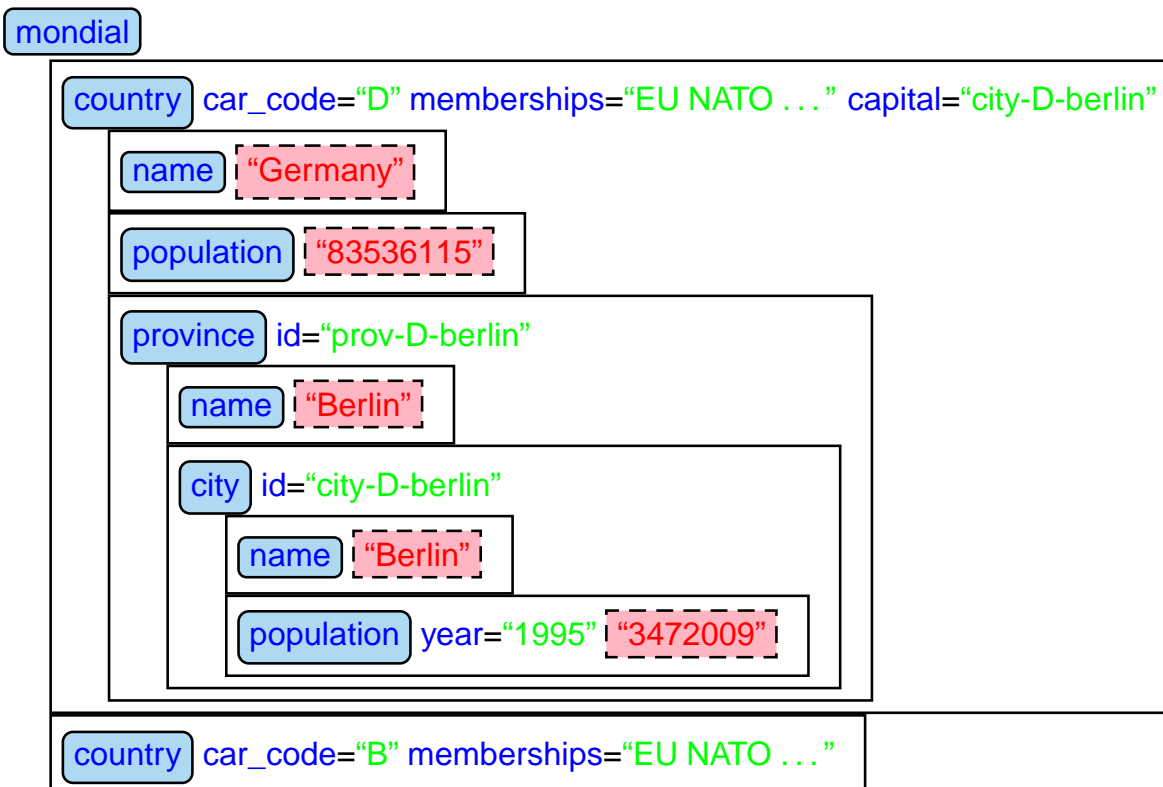 mondial
country car_code=“D” memberships=“EU NATO . . . ” capital=“city-D-berlin”
name “Germany”
population “83536115”
province id=“prov-D-berlin”
name “Berlin”
city id=“city-D-berlin”
name “Berlin”
population year=“1995” “3472009”
country car_code=“B” memberships=“EU NATO . . . ”